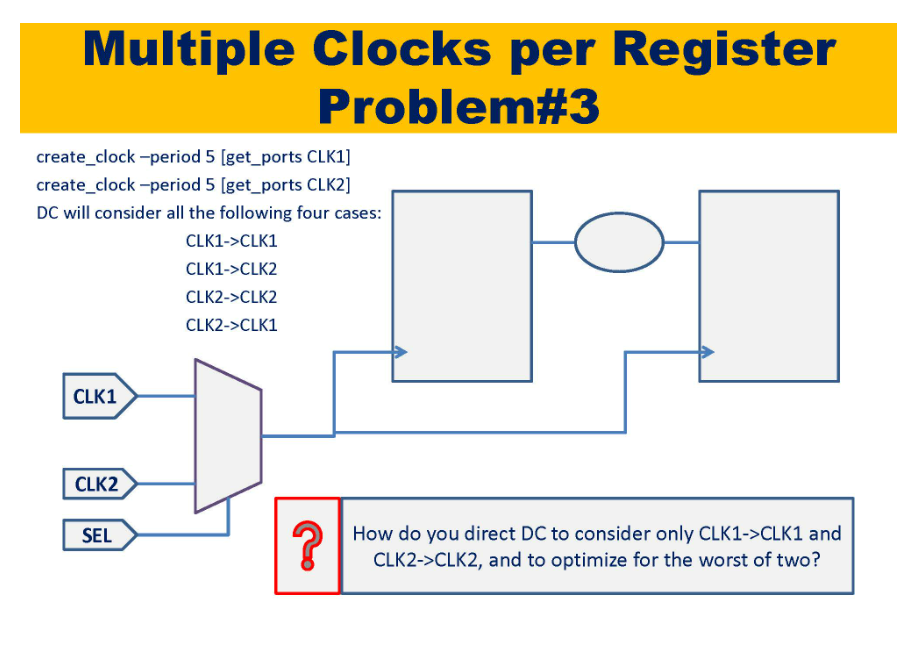 Multiple Clocks per Register
Problem#3
create_clock –period 5 [get_ports CLK1]
create_clock –period 5 [get_ports CLK2]
DC will consider all the following four cases:
CLK1->CLK1
CLK1->CLK2
CLK2->CLK2
CLK2->CLK1
CLK1
CLK2
SEL
?
How do you direct DC to consider only CLK1->CLK1 and
CLK2->CLK2, and to optimize for the worst of two?